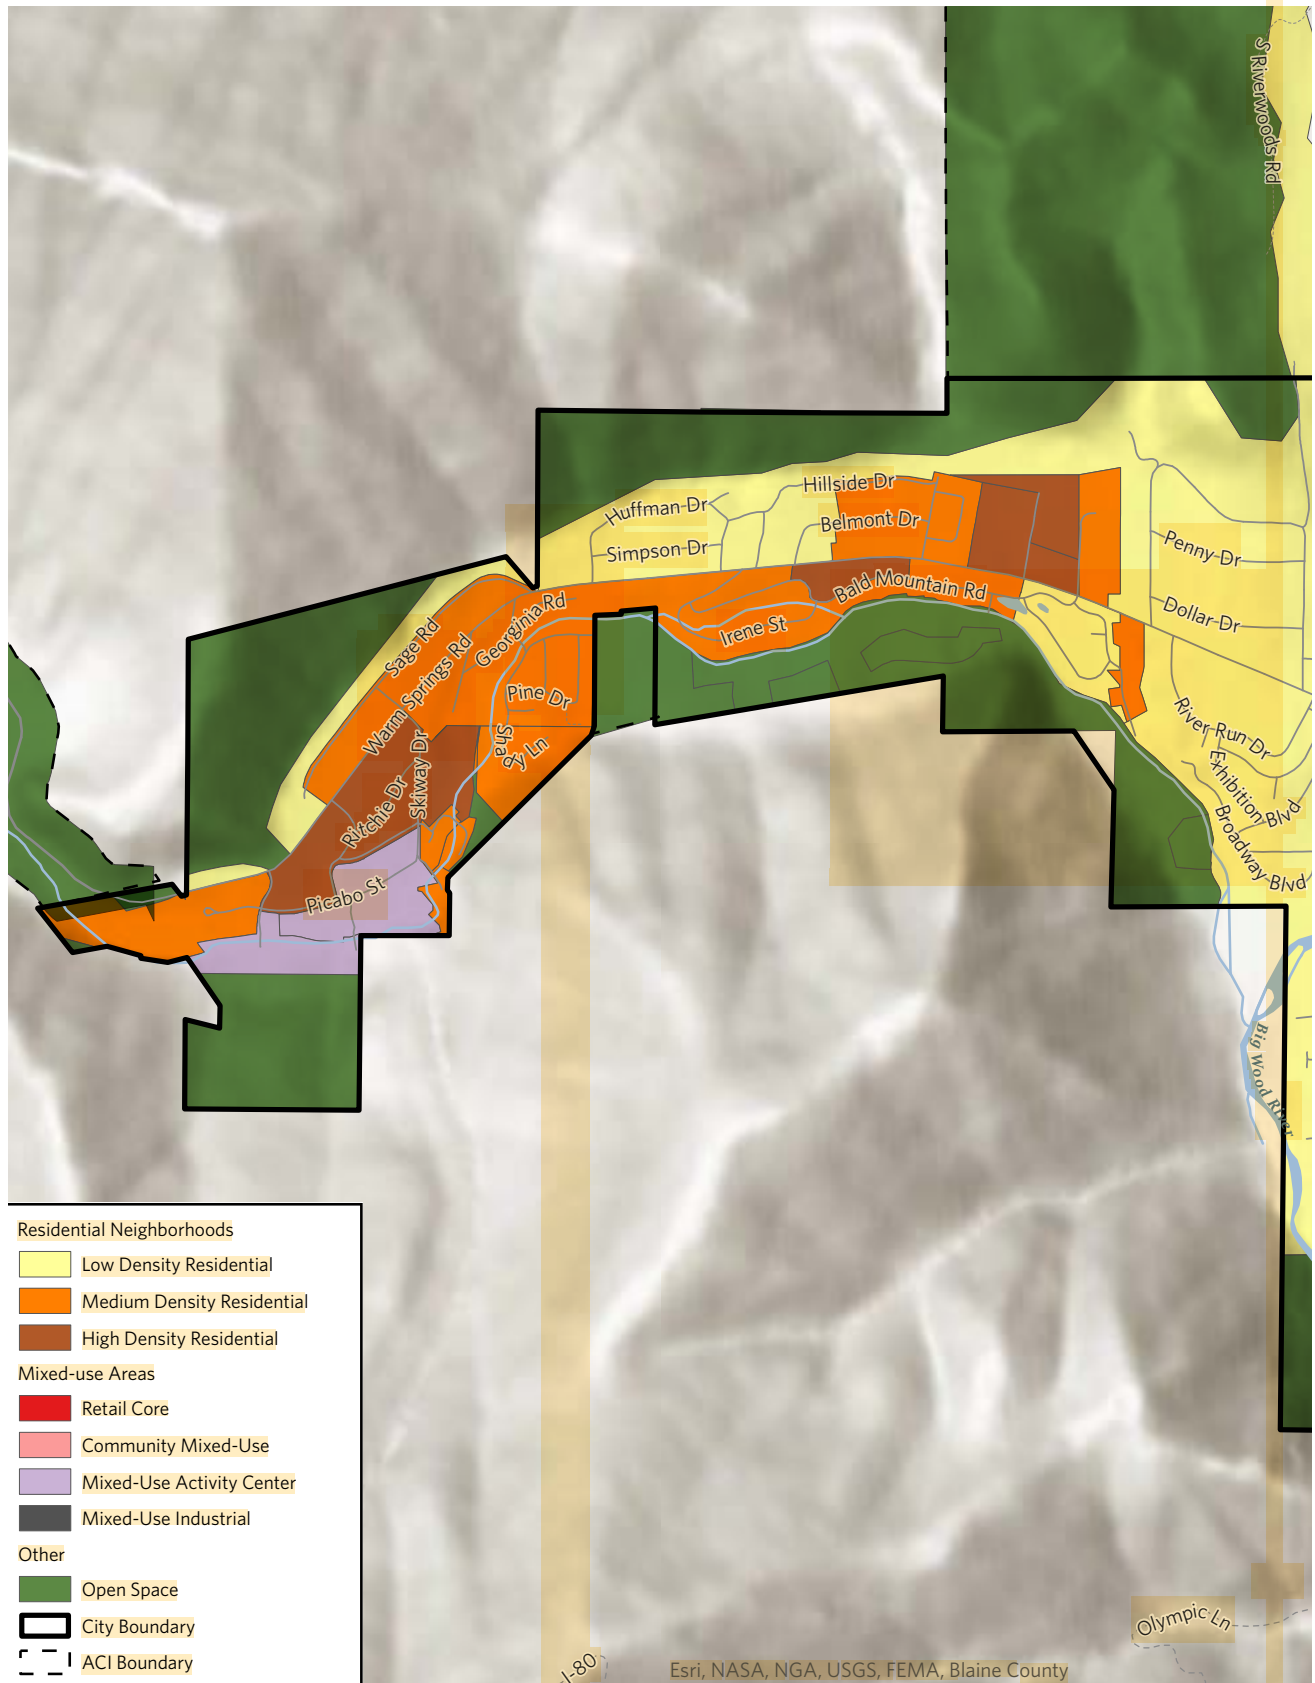 S Riverwoods Rd
Hillside Dr
Huffman Dr
Belmont Dr
Simpson Dr
Penny Dr
Bald Mountain Rd
Georginia Rd
Dollar Dr
Irene St
Sage Rd
Warm Springs Rd
Pine Dr
River Run Dr
Shady Ln
Skiway Dr
Exhibition Blvd
Ritchie Dr
Broadway Blvd
Picabo St
Big Wood River
H
Residential Neighborhoods
Low Density Residential
Medium Density Residential
High Density Residential
Mixed-use Areas
Retail Core
Community Mixed-Use
Mixed-Use Activity Center
Mixed-Use Industrial
Other
Open Space
City Boundary
ACI Boundary
Olympic Ln
I-80
Esri, NASA, NGA, USGS, FEMA, Blaine County